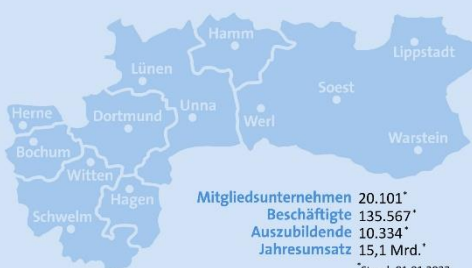 Hamm
Lippstadt
Lünen
Soest
Unna
Herne
Dortmund
Werl
Bochum
Warstein
Witten
Hagen
Schwelm
Mitgliedsunternehmen 20.101*
Beschäftigte 135.567*
Auszubildende 10.334*
Jahresumsatz 15,1 Mrd.*